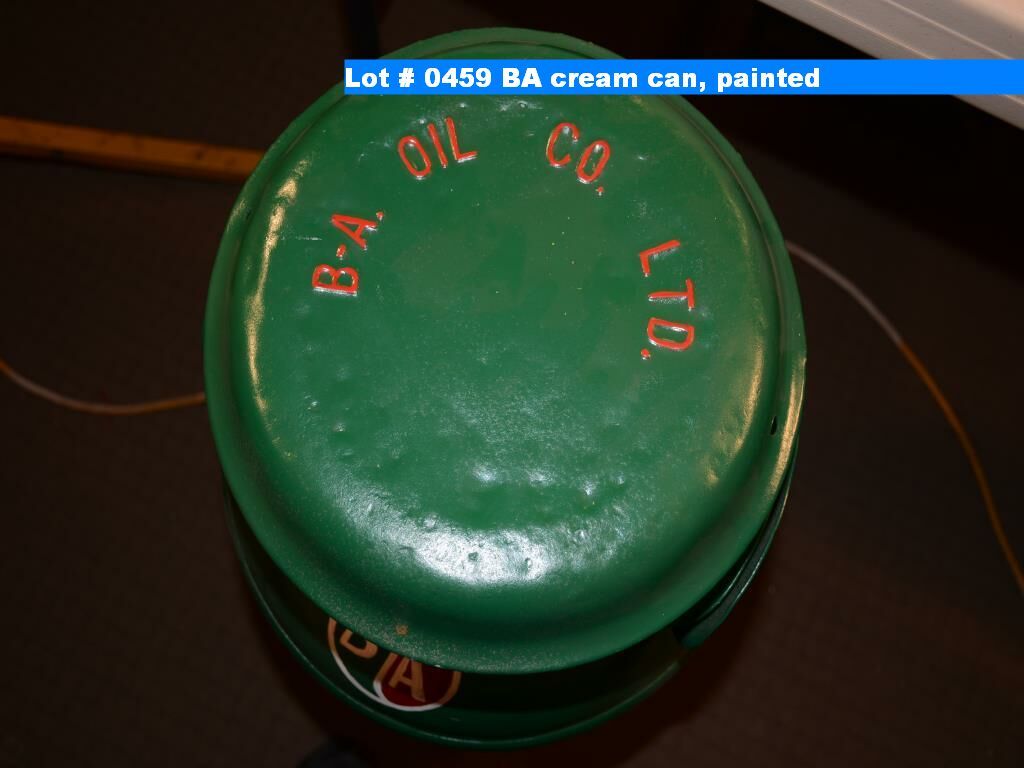 Lot # 0459 BA cream can, painted
B-A. OIL CO. LTD.
B/A